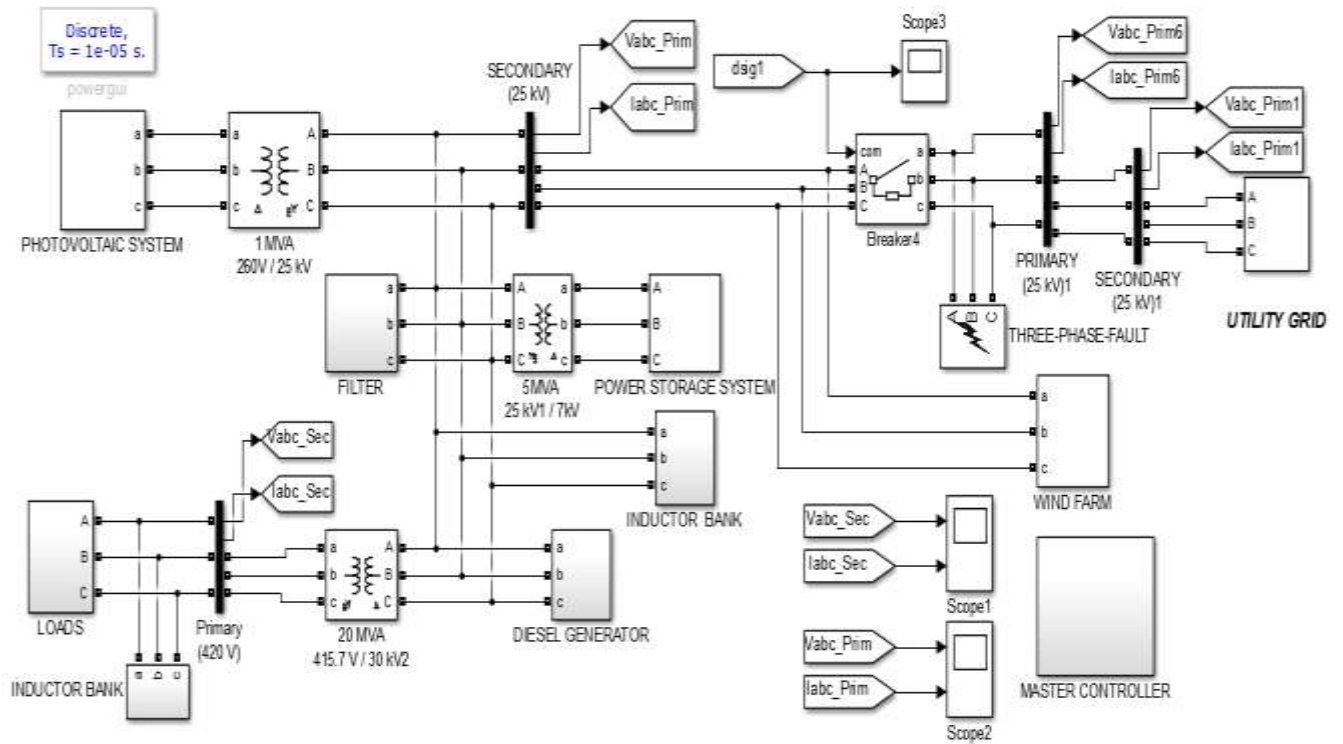 Discrete,
Ts = 1e-05 s.
powergui
PHOTOVOLTAIC SYSTEM
a
b
c
a
b
c
A
B
C
1 MVA
260V / 25 kV
SECONDARY
(25 kV)
Vabc_Prim
Iabc_Prim
dsig1
Scope3
com
A
B
C
a
b
c
Breaker4
Vabc_Prim6
Iabc_Prim6
Vabc_Prim1
Iabc_Prim1
PRIMARY
(25 kV)1
SECONDARY
(25 kV)1
A
B
C
UTILITY GRID
A
B
C
THREE-PHASE-FAULT
a
b
c
FILTER
A
B
C
a
b
c
5MVA
25 kV1 / 7kV
A
B
C
POWER STORAGE SYSTEM
a
b
c
WIND FARM
a
b
c
INDUCTOR BANK
Vabc_Sec
Iabc_Sec
A
B
C
LOADS
Primary
(420 V)
a
b
c
A
B
C
20 MVA
415.7 V / 30 kV2
a
b
c
DIESEL GENERATOR
a
b
c
INDUCTOR BANK
Vabc_Sec
Iabc_Sec
Scope1
Vabc_Prim
Iabc_Prim
Scope2
MASTER CONTROLLER